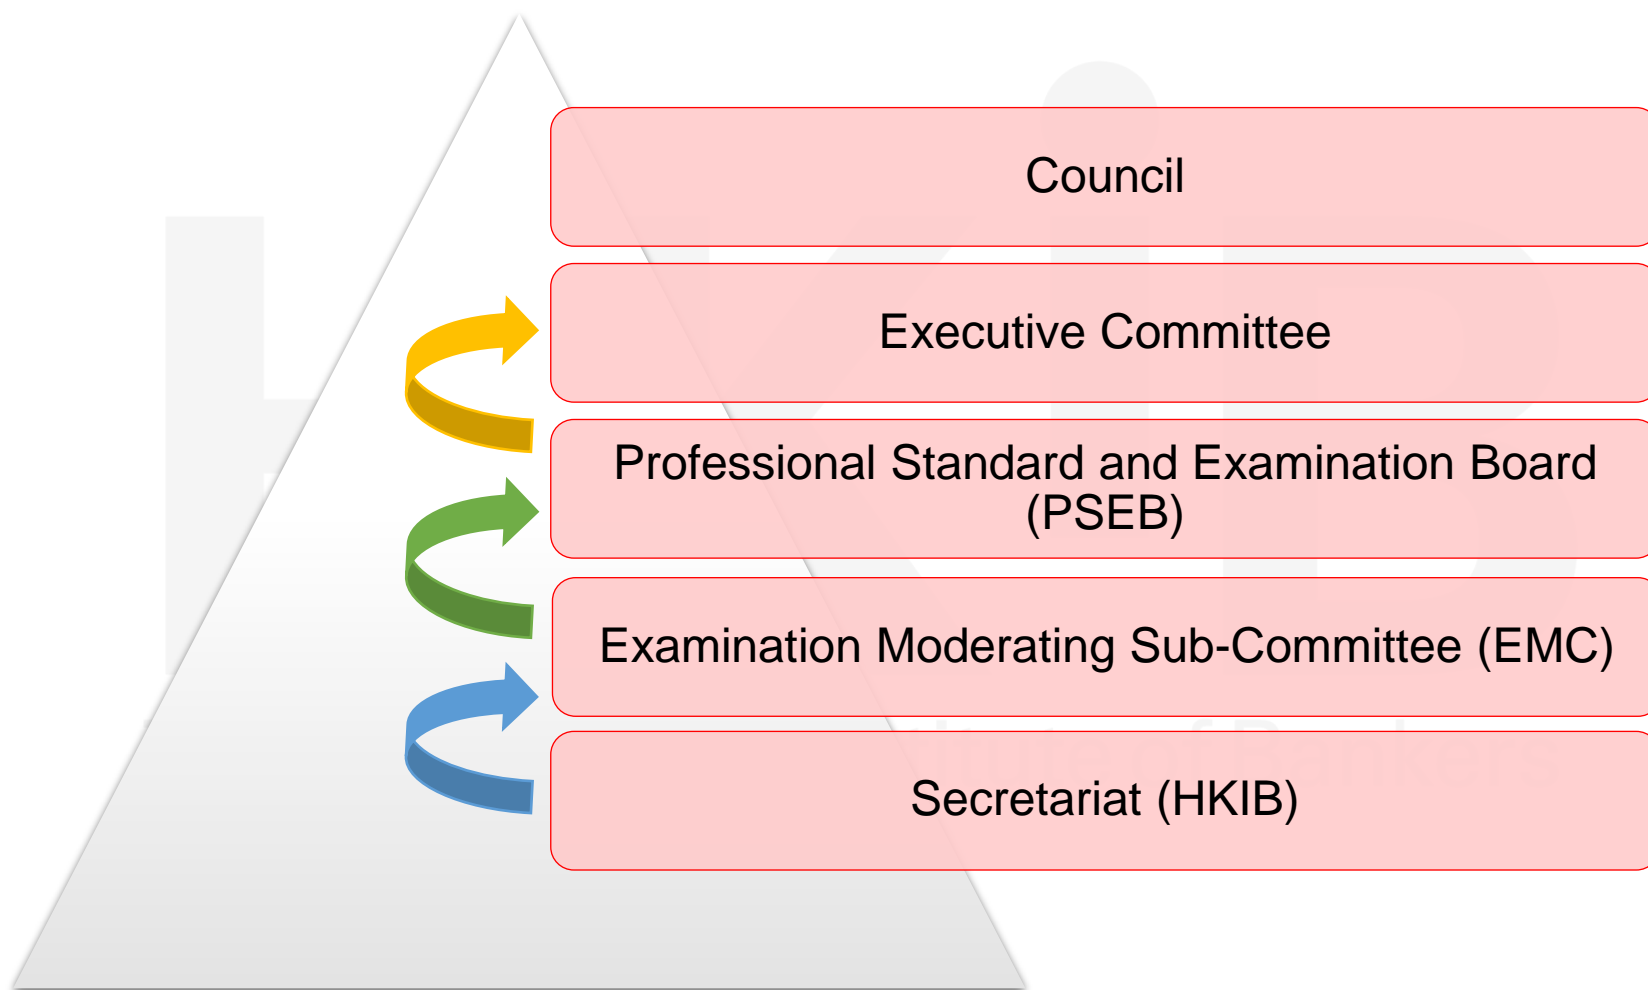 Council
Executive Committee
Professional Standard and Examination Board
(PSEB)
Examination Moderating Sub-Committee (EMC)
Secretariat (HKIB)